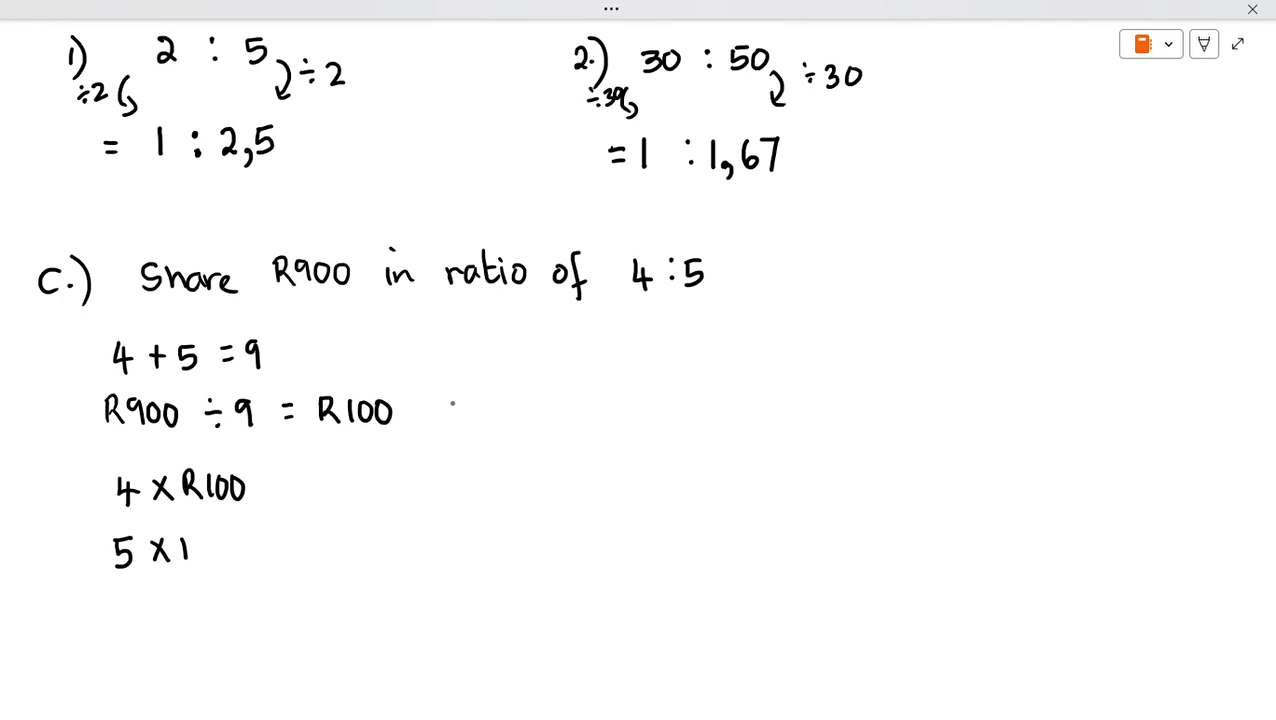 1) 2 : 5 ÷2
÷2
= 1 : 2,5
2.) 30 : 50 ÷30
÷30
= 1 : 1,67
C.) Share R900 in ratio of 4 : 5
4 + 5 = 9
R900 ÷ 9 = R100
4 × R100
5 × 1